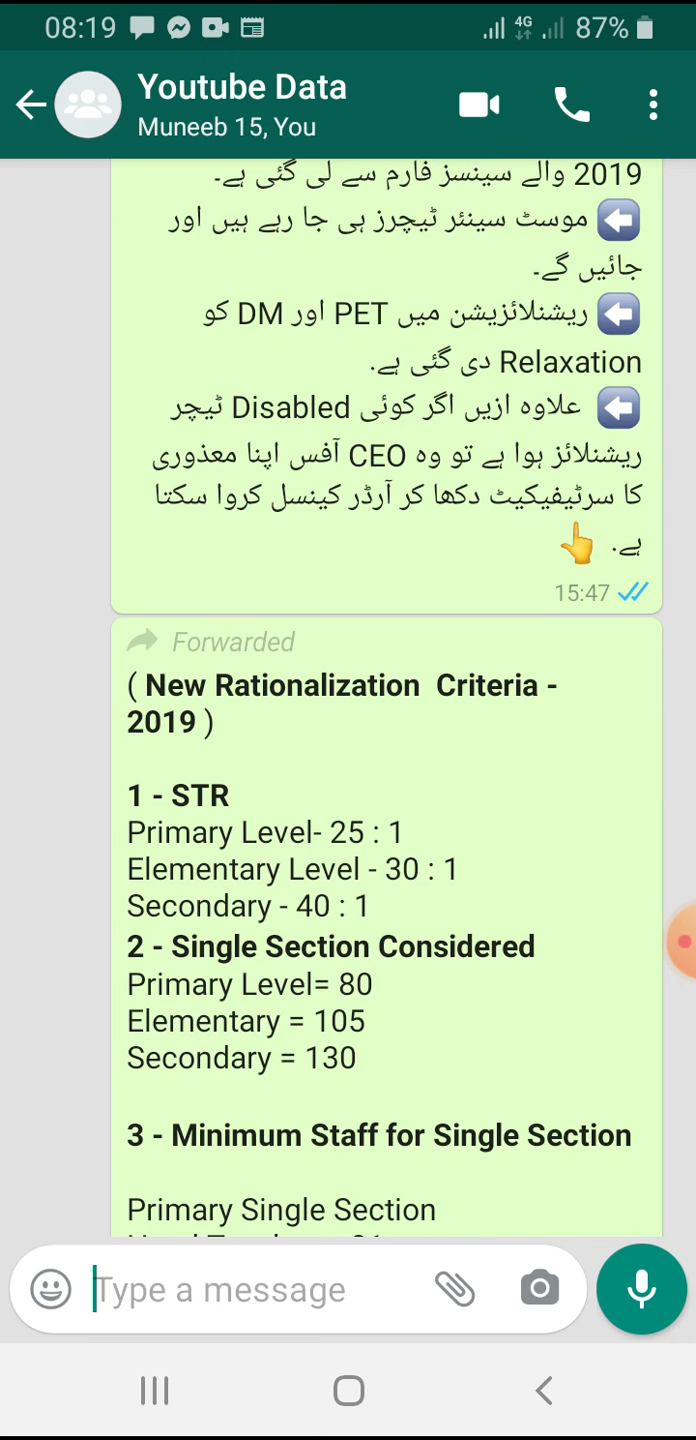 08:19
4G
87%
Youtube Data
Muneeb 15, You
2019 والے سینسز فارم سے لی گئی ہے۔
موسٹ سینئر ٹیچرز ہی جا رہے ہیں اور
جائیں گے۔
ریشنلائزیشن میں PET اور DM کو
Relaxation دی گئی ہے.
علاوہ ازیں اگر کوئی Disabled ٹیچر
ریشنلائز ہوا ہے تو وہ CEO آفس اپنا معذوری
کا سرٹیفیکیٹ دکھا کر آرڈر کینسل کروا سکتا
ہے.
15:47
Forwarded
( New Rationalization Criteria -
2019 )
1 - STR
Primary Level- 25 : 1
Elementary Level - 30 : 1
Secondary - 40 : 1
2 - Single Section Considered
Primary Level= 80
Elementary = 105
Secondary = 130
3 - Minimum Staff for Single Section
Primary Single Section
Type a message